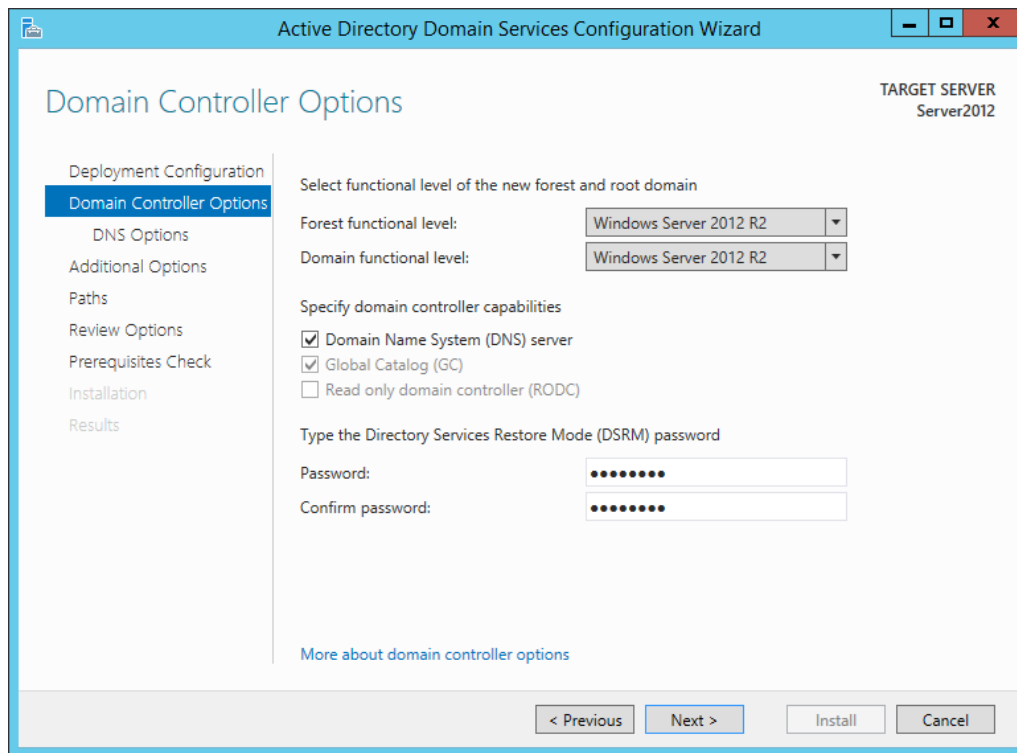 Active Directory Domain Services Configuration Wizard
Domain Controller Options
TARGET SERVER
Server2012
Deployment Configuration
Domain Controller Options
DNS Options
Additional Options
Paths
Review Options
Prerequisites Check
Installation
Results
Select functional level of the new forest and root domain
Forest functional level: Windows Server 2012 R2
Domain functional level: Windows Server 2012 R2
Specify domain controller capabilities
Domain Name System (DNS) server
Global Catalog (GC)
Read only domain controller (RODC)
Type the Directory Services Restore Mode (DSRM) password
Password: ••••••••
Confirm password: ••••••••
More about domain controller options
< Previous Next > Install Cancel